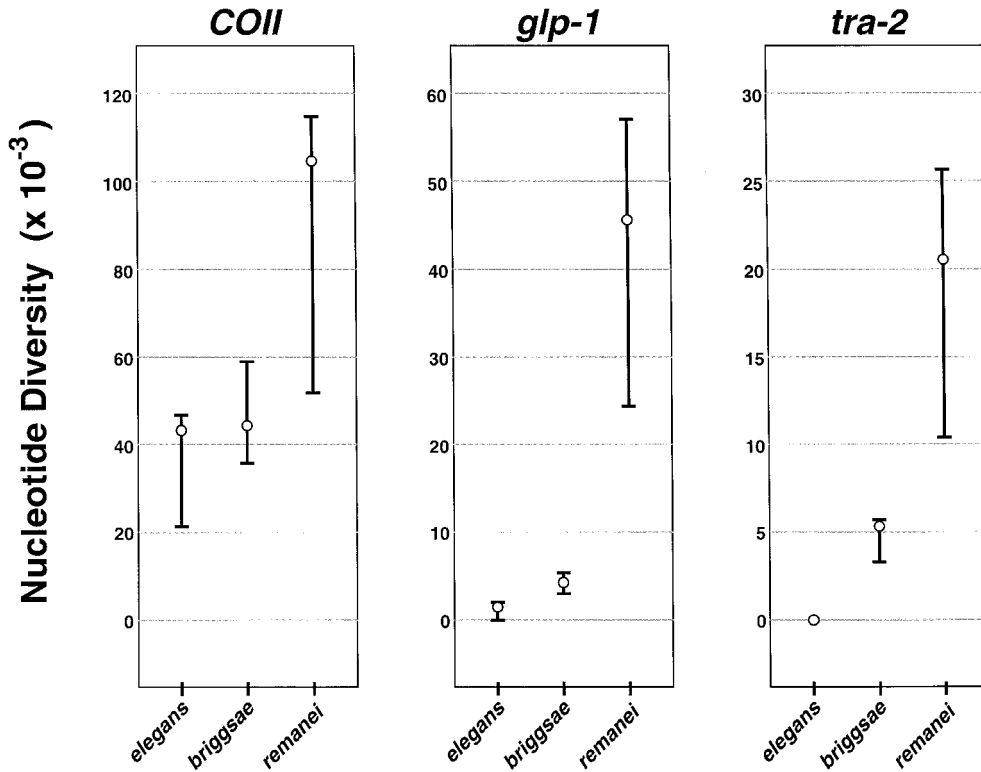 COII
glp-1
tra-2
Nucleotide Diversity (x 10⁻³)
120
100
80
60
40
20
0
60
50
40
30
20
10
0
30
25
20
15
10
5
0
elegans
briggsae
remanei
elegans
briggsae
remanei
elegans
briggsae
remanei